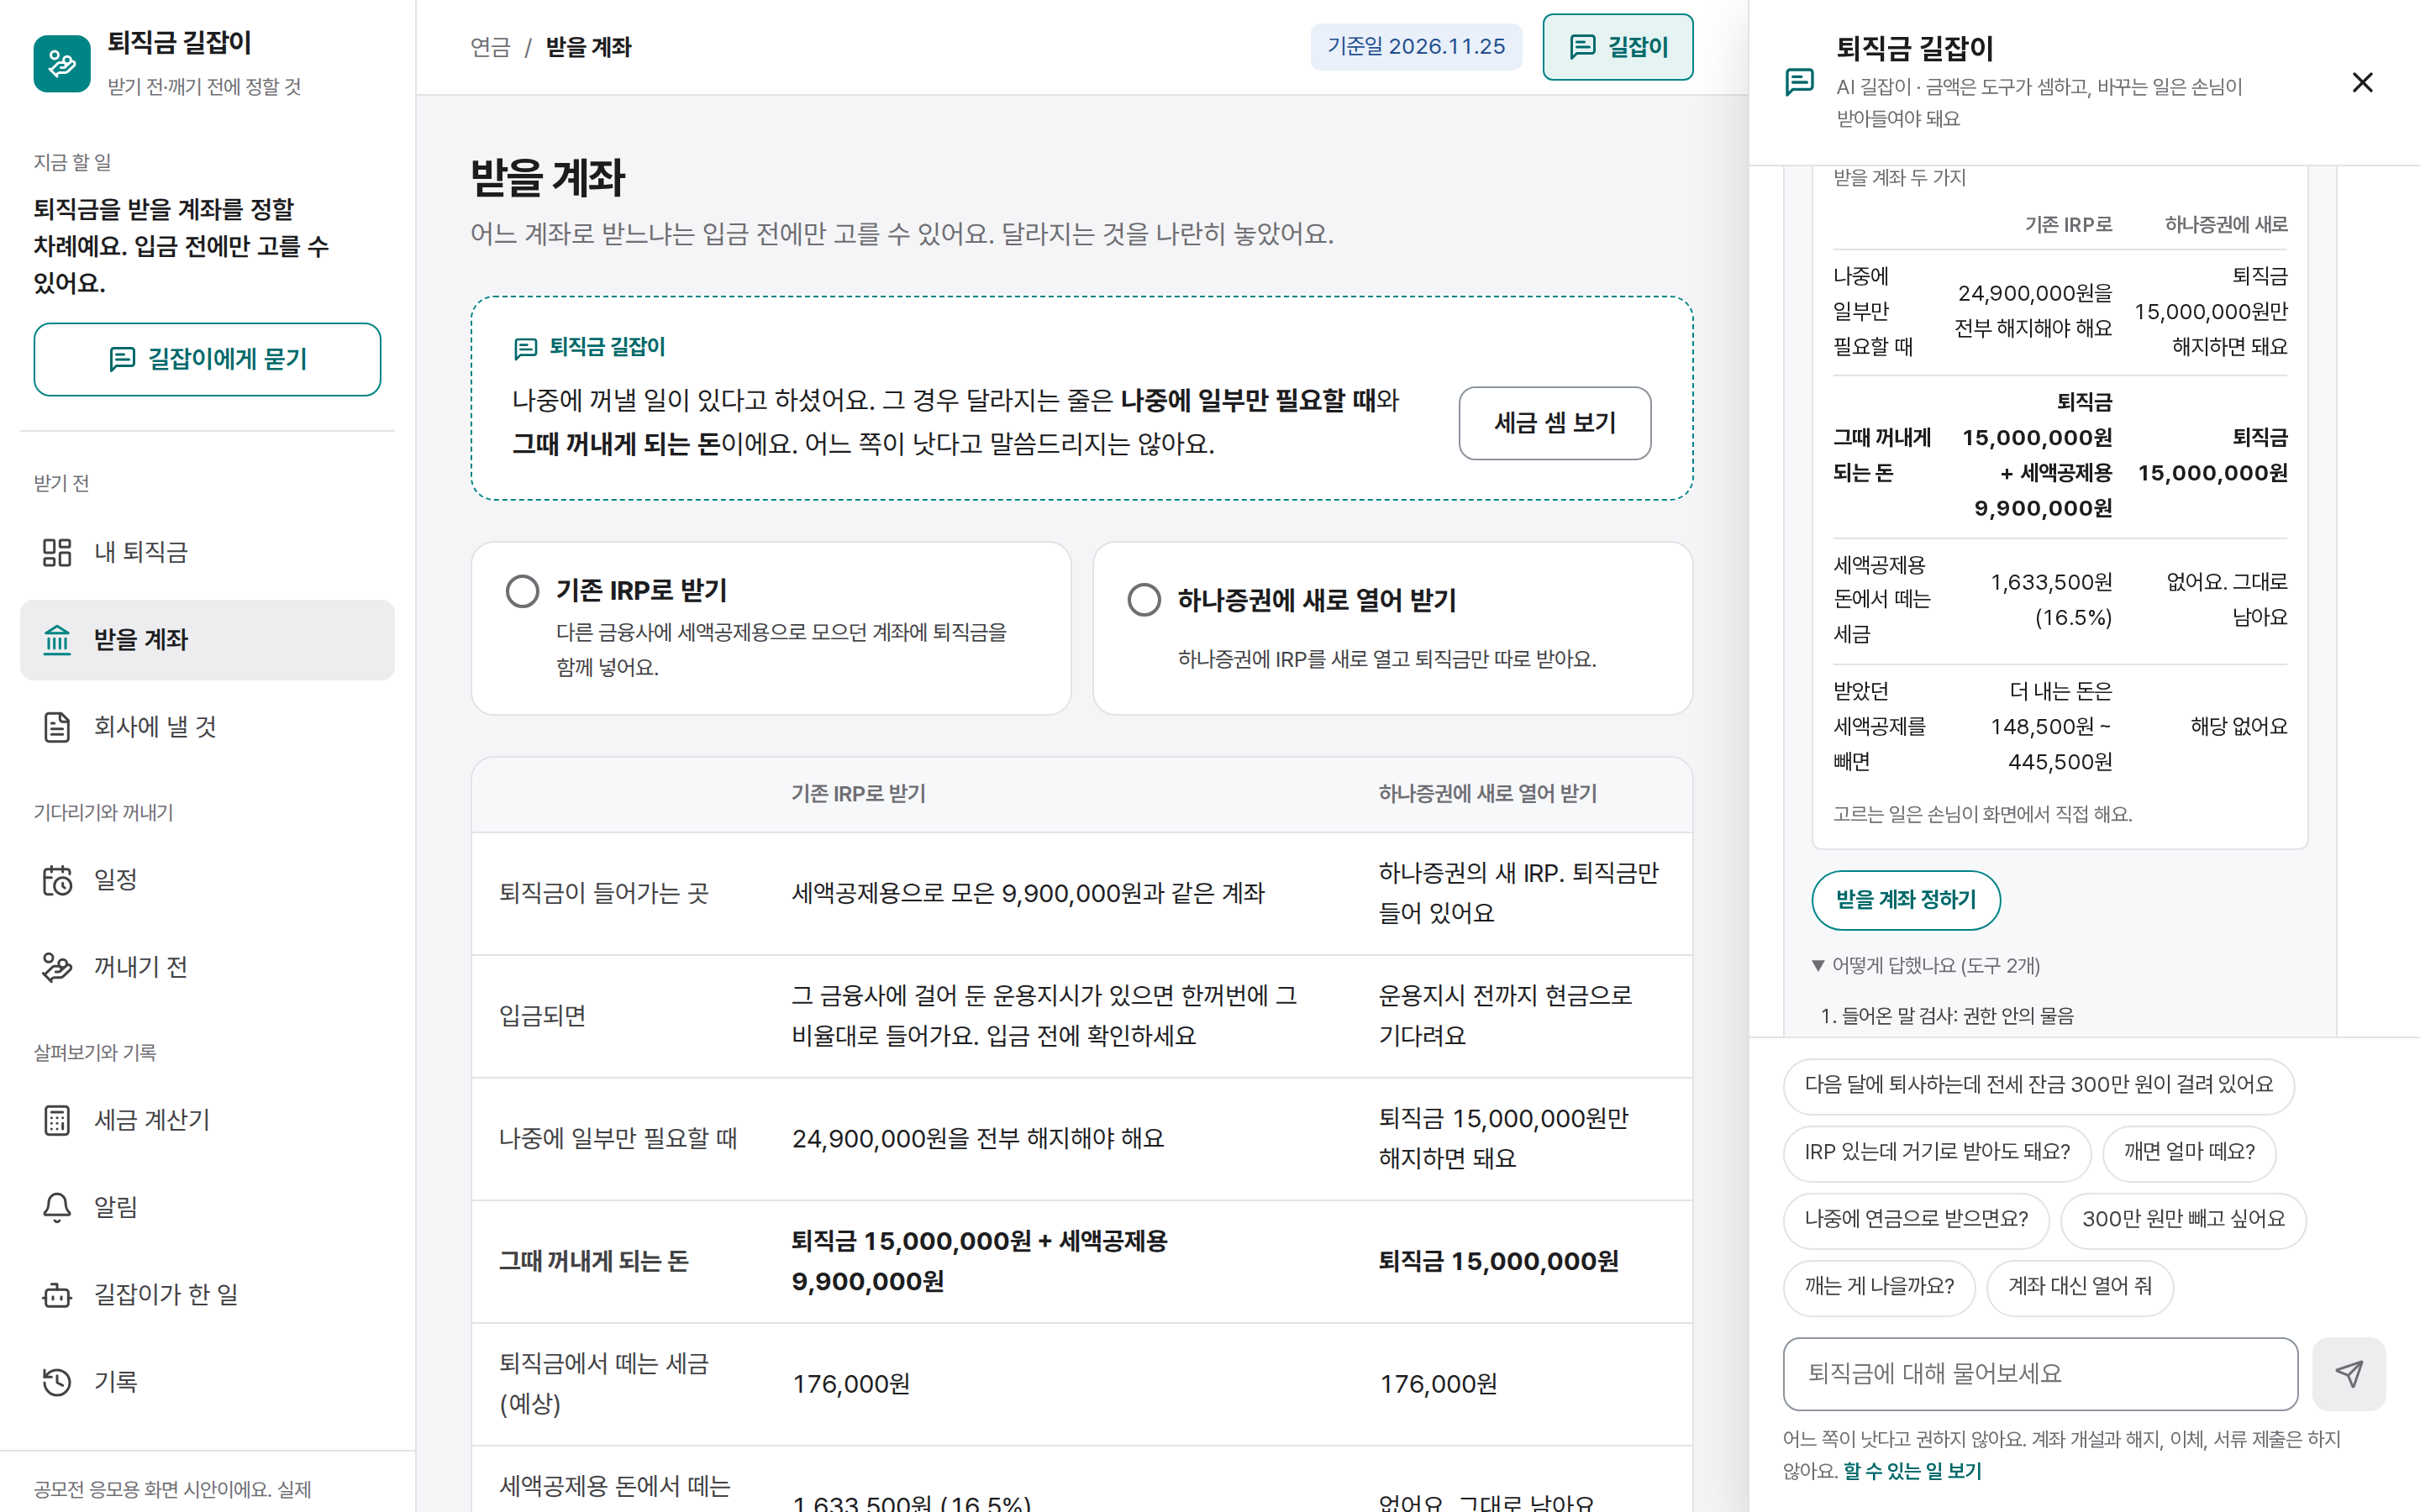 퇴직금 길잡이
받기 전·깨기 전에 정할 것
지금 할 일
퇴직금을 받을 계좌를 정할
차례예요. 입금 전에만 고를 수
있어요.
길잡이에게 묻기
받기 전
내 퇴직금
받을 계좌
회사에 낼 것
기다리기와 꺼내기
일정
꺼내기 전
살펴보기와 기록
세금 계산기
알림
길잡이가 한 일
기록
공모전 응모용 화면 시안이에요. 실제
연금 / 받을 계좌
기준일 2026.11.25
길잡이
받을 계좌
어느 계좌로 받느냐는 입금 전에만 고를 수 있어요. 달라지는 것을 나란히 놓았어요.
퇴직금 길잡이
나중에 꺼낼 일이 있다고 하셨어요. 그 경우 달라지는 줄은 나중에 일부만 필요할 때와
그때 꺼내게 되는 돈이에요. 어느 쪽이 낫다고 말씀드리지는 않아요.
세금 셈 보기
기존 IRP로 받기
다른 금융사에 세액공제용으로 모으던 계좌에 퇴직금을
함께 넣어요.
하나증권에 새로 열어 받기
하나증권에 IRP를 새로 열고 퇴직금만 따로 받아요.
기존 IRP로 받기
하나증권에 새로 열어 받기
퇴직금이 들어가는 곳
세액공제용으로 모은 9,900,000원과 같은 계좌
하나증권의 새 IRP. 퇴직금만
들어 있어요
입금되면
그 금융사에 걸어 둔 운용지시가 있으면 한꺼번에 그
비율대로 들어가요. 입금 전에 확인하세요
운용지시 전까지 현금으로
기다려요
나중에 일부만 필요할 때
24,900,000원을 전부 해지해야 해요
퇴직금 15,000,000원만
해지하면 돼요
그때 꺼내게 되는 돈
퇴직금 15,000,000원 + 세액공제용
9,900,000원
퇴직금 15,000,000원
퇴직금에서 떼는 세금
(예상)
176,000원
176,000원
세액공제용 돈에서 떼는
1,633,500원 (16.5%)
없어요. 그대로 남아요
퇴직금 길잡이
AI 길잡이 · 금액은 도구가 셈하고, 바꾸는 일은 손님이
받아들여야 돼요
받을 계좌 두 가지
기존 IRP로
하나증권에 새로
나중에
일부만
필요할 때
24,900,000원을
전부 해지해야 해요
퇴직금
15,000,000원만
해지하면 돼요
그때 꺼내게
되는 돈
퇴직금
15,000,000원
+ 세액공제용
9,900,000원
퇴직금
15,000,000원
세액공제용
돈에서 떼는
세금
1,633,500원
(16.5%)
없어요. 그대로
남아요
받았던
세액공제를
빼면
더 내는 돈은
148,500원 ~
445,500원
해당 없어요
고르는 일은 손님이 화면에서 직접 해요.
받을 계좌 정하기
▼ 어떻게 답했나요 (도구 2개)
1. 들어온 말 검사: 권한 안의 물음
다음 달에 퇴사하는데 전세 잔금 300만 원이 걸려 있어요
IRP 있는데 거기로 받아도 돼요?
깨면 얼마 떼요?
나중에 연금으로 받으면요?
300만 원만 빼고 싶어요
깨는 게 나을까요?
계좌 대신 열어 줘
퇴직금에 대해 물어보세요
어느 쪽이 낫다고 권하지 않아요. 계좌 개설과 해지, 이체, 서류 제출은 하지
않아요. 할 수 있는 일 보기